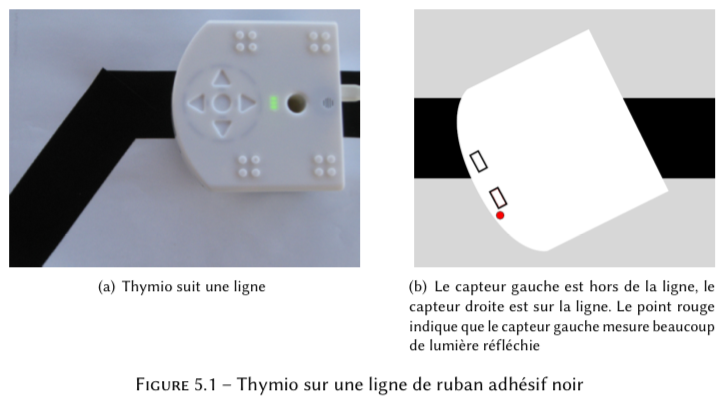 (a) Thymio suit une ligne
(b) Le capteur gauche est hors de la ligne, le
capteur droite est sur la ligne. Le point rouge
indique que le capteur gauche mesure beaucoup
de lumière réfléchie
FIGURE 5.1 – Thymio sur une ligne de ruban adhésif noir